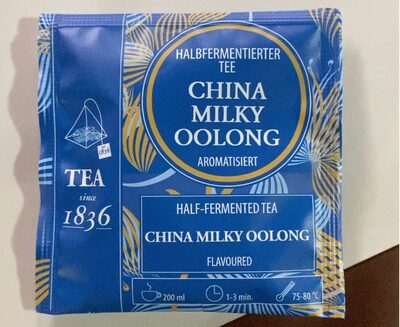 HALBFERMENTIERTER
TEE
CHINA
MILKY
OOLONG
AROMATISIERT
1836
TEA
since
1836
HALF-FERMENTED TEA
CHINA MILKY OOLONG
FLAVOURED
200 ml
1-3 min.
75-80 °C